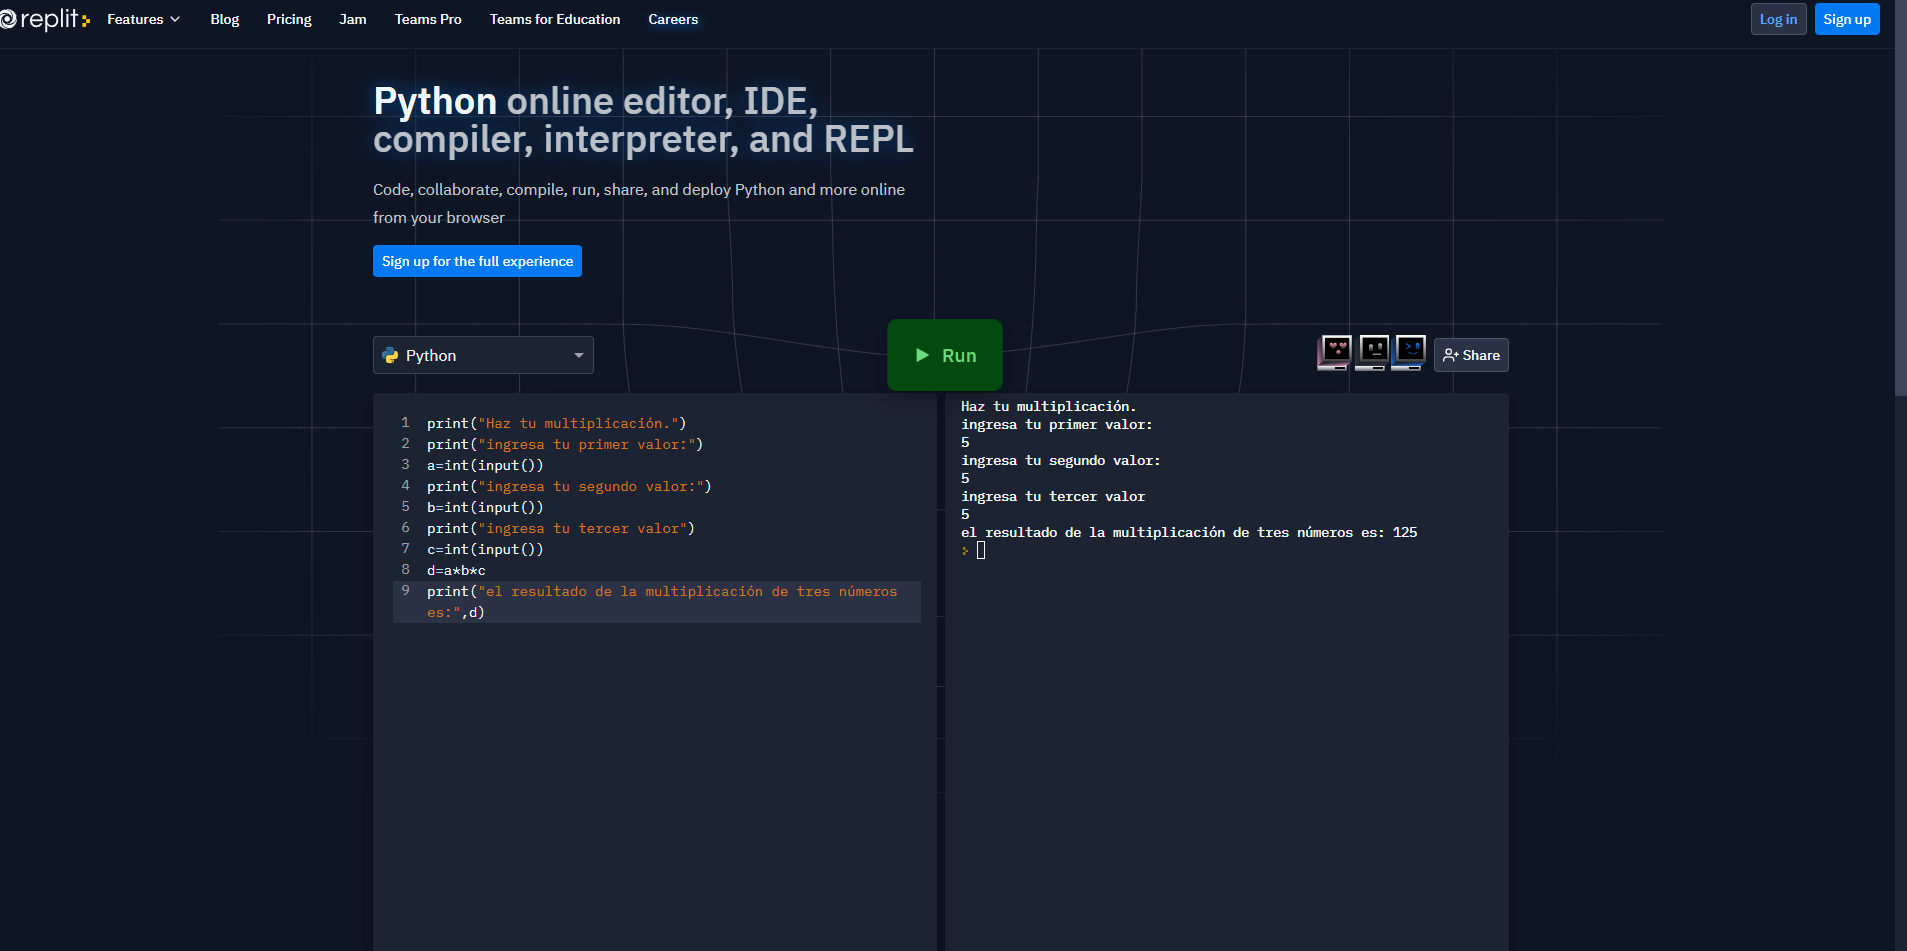 replit
Features
Blog
Pricing
Jam
Teams Pro
Teams for Education
Careers
Log in
Sign up
Python online editor, IDE,
compiler, interpreter, and REPL
Code, collaborate, compile, run, share, and deploy Python and more online
from your browser
Sign up for the full experience
Python
Run
Share
1 print("Haz tu multiplicación.")
2 print("ingresa tu primer valor:")
3 a=int(input())
4 print("ingresa tu segundo valor:")
5 b=int(input())
6 print("ingresa tu tercer valor")
7 c=int(input())
8 d=a*b*c
9 print("el resultado de la multiplicación de tres números
es:",d)
Haz tu multiplicación.
ingresa tu primer valor:
5
ingresa tu segundo valor:
5
ingresa tu tercer valor
5
el resultado de la multiplicación de tres números es: 125